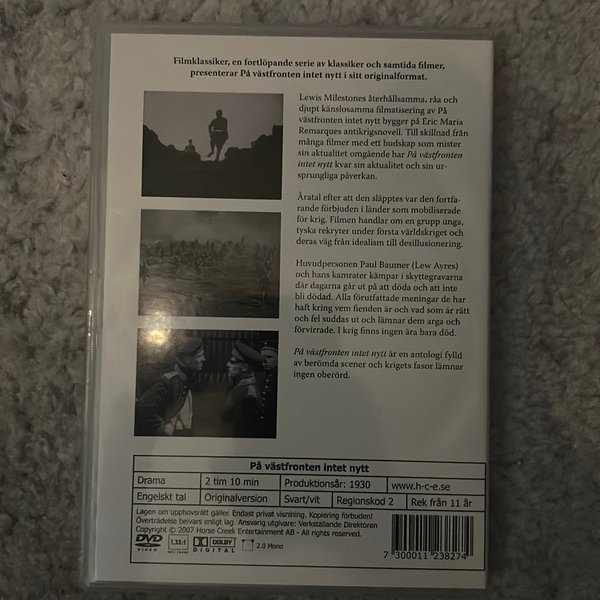 Filmklassiker, en fortlöpande serie av klassiker och samtida filmer,
presenterar På västfronten intet nytt i sitt originalformat.
Lewis Milestones återhållsamma, råa och
djupt känslosamma filmatisering av På
västfronten intet nytt bygger på Eric Maria
Remarques antikrigsnovell. Till skillnad från
många filmer med ett budskap som mister
sin aktualitet omgående har På västfronten
intet nytt kvar sin aktualitet och sin ur-
sprungliga påverkan.
Åratal efter att den släpptes var den fortfa-
rande förbjuden i länder som mobiliserade
för krig. Filmen handlar om en grupp unga,
tyska rekryter under första världskriget och
deras väg från idealism till desillusionering.
Huvudpersonen Paul Baumer (Lew Ayres)
och hans kamrater kämpar i skyttegravarna
där dagarna går ut på att döda och att inte
bli dödad. Alla förutfattade meningar de har
haft kring vem fienden är och vad som är rätt
och fel suddas ut och lämnar dem arga och
förvirrade. I krig finns ingen ära bara död.
På västfronten intet nytt är en antologi fylld
av berömda scener och krigets fasor lämnar
ingen oberörd.
På västfronten intet nytt
Drama 2 tim 10 min Produktionsår: 1930 www.h-c-e.se
Engelskt tal Originalversion Svart/vit Regionskod 2 Rek från 11 år
Lagen om upphovsrätt gäller. Endast privat visning. Kopiering förbjuden!
Överträdelse beivras enligt lag. Ansvarig utgivare: Verkställande Direktören
Copyright © 2007 Horse Creek Entertainment AB - All rights reserved.
DVD VIDEO 1.33:1 FULL FRAME DOLBY DIGITAL 2.0 Mono
7 300011 238274